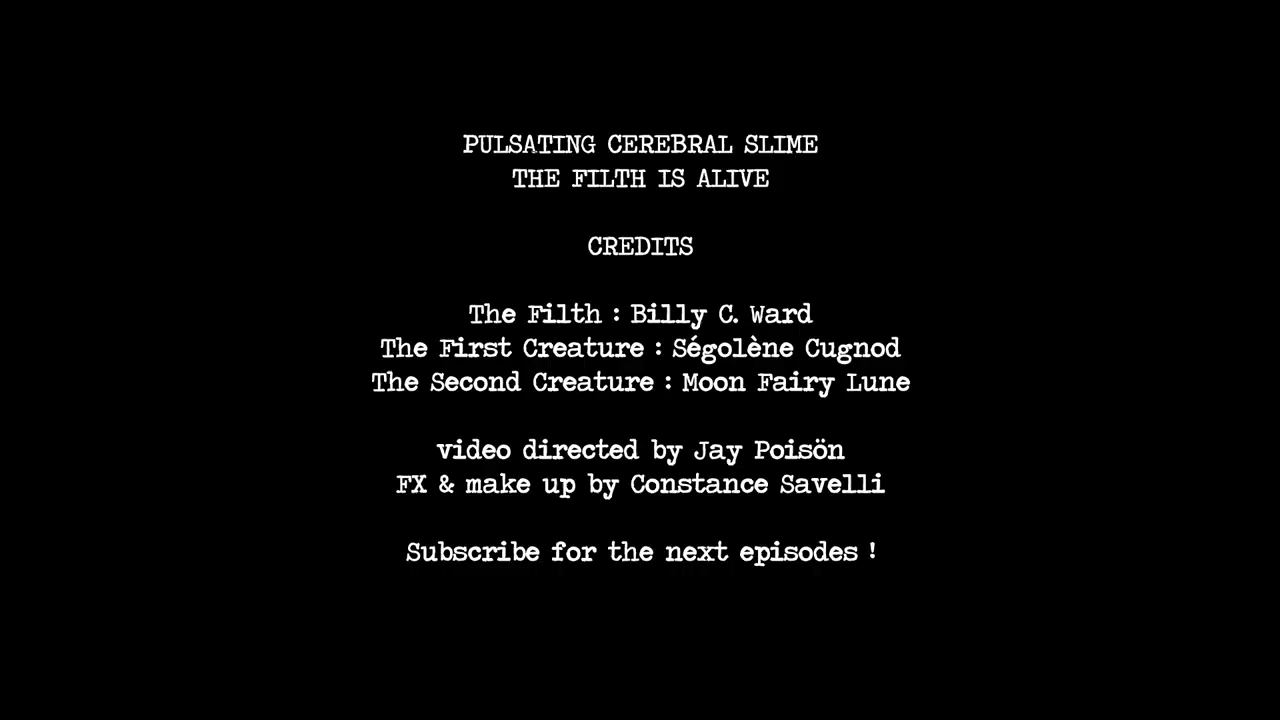 PULSATING CEREBRAL SLIME
THE FILTH IS ALIVE
CREDITS
The Filth : Billy C. Ward
The First Creature : Ségolène Cugnod
The Second Creature : Moon Fairy Lune
video directed by Jay Poisön
FX & make up by Constance Savelli
Subscribe for the next episodes !